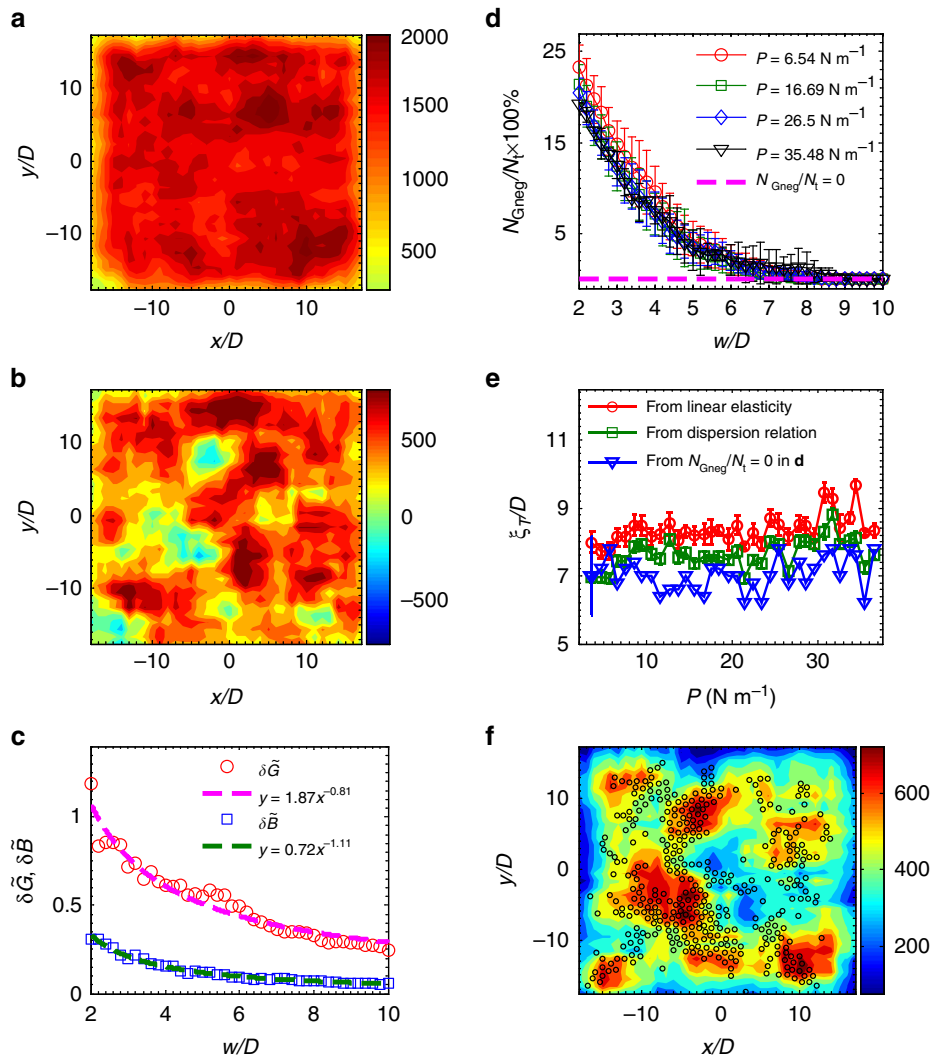 a
2000
1500
1000
500
10
0
−10
y/D
−10 0 10
x/D
b
500
0
−500
10
0
−10
y/D
−10 0 10
x/D
c
δG̃
y = 1.87x^−0.81
δB̃
y = 0.72x^−1.11
1
0.5
0
δG̃, δB̃
2 4 6 8 10
w/D
d
25
15
5
N_Gneg/N_t×100%
P = 6.54 N m⁻¹
P = 16.69 N m⁻¹
P = 26.5 N m⁻¹
P = 35.48 N m⁻¹
N_Gneg/N_t = 0
2 3 4 5 6 7 8 9 10
w/D
e
From linear elasticity
From dispersion relation
From N_Gneg/N_t = 0 in d
11
9
7
5
ξ_T/D
10 20 30
P (N m⁻¹)
f
600
400
200
10
0
−10
y/D
−10 0 10
x/D